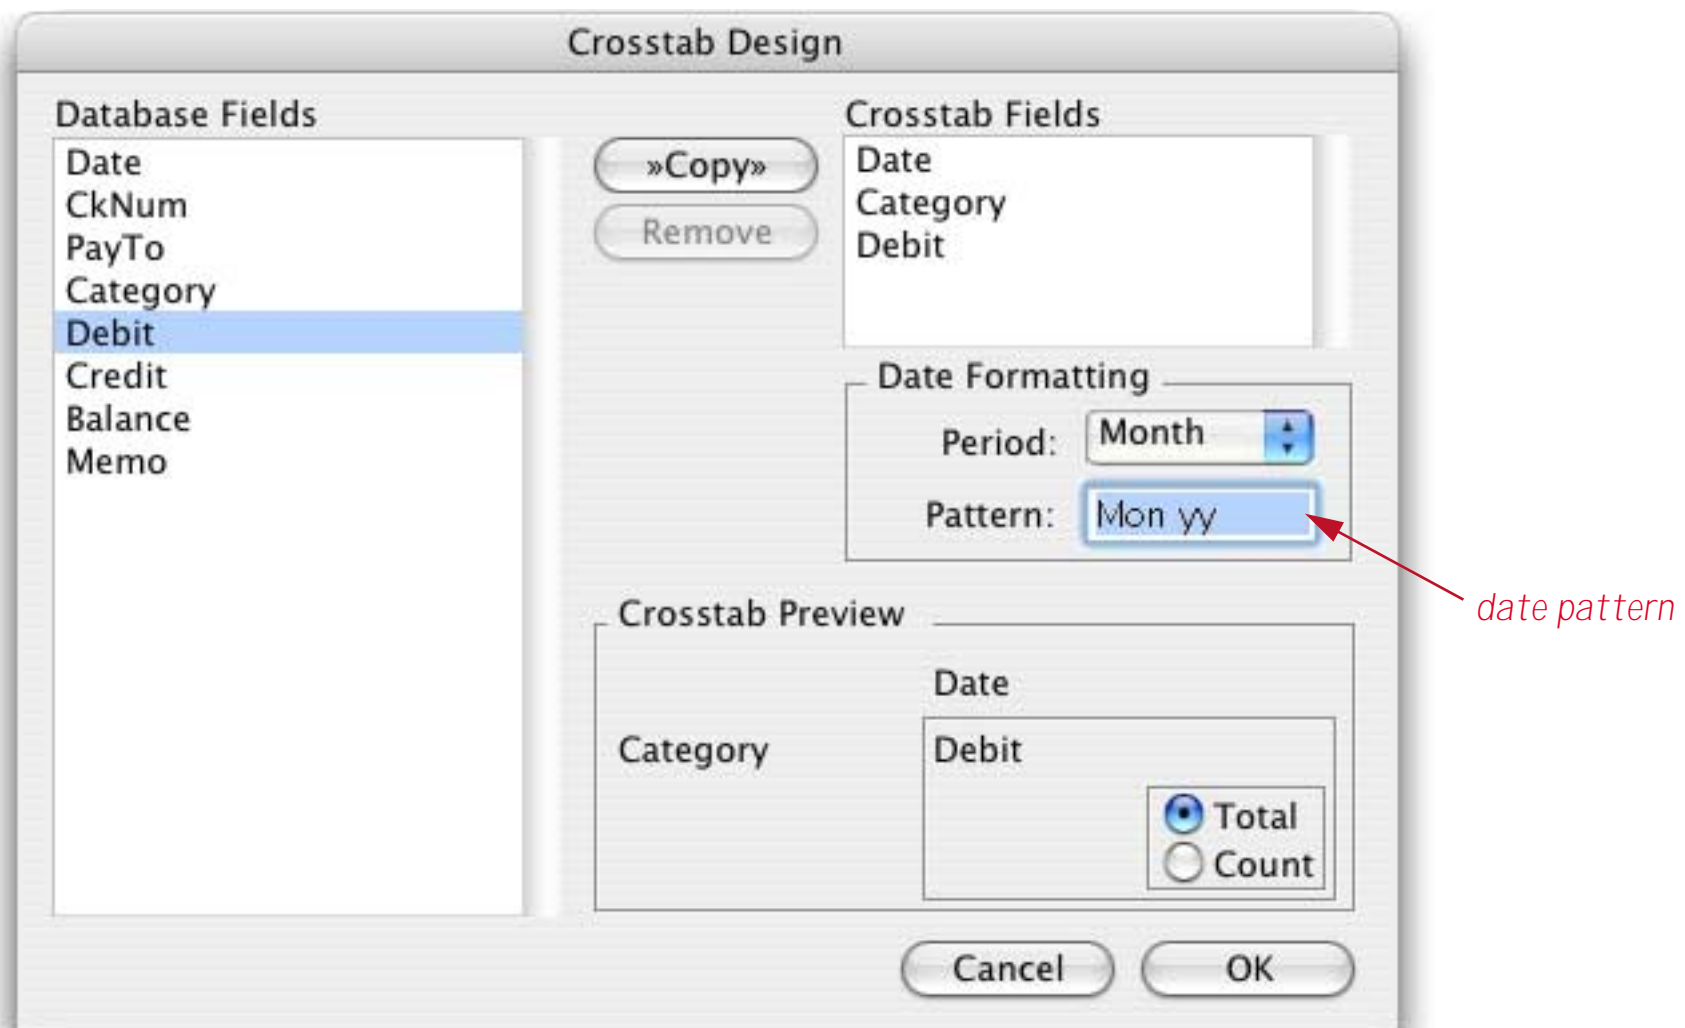 Crosstab Design
Database Fields
Date
CkNum
PayTo
Category
Debit
Credit
Balance
Memo
»Copy»
Remove
Crosstab Fields
Date
Category
Debit
Date Formatting
Period: Month
Pattern: Mon yy
date pattern
Crosstab Preview
Date
Category Debit
Total
Count
Cancel OK